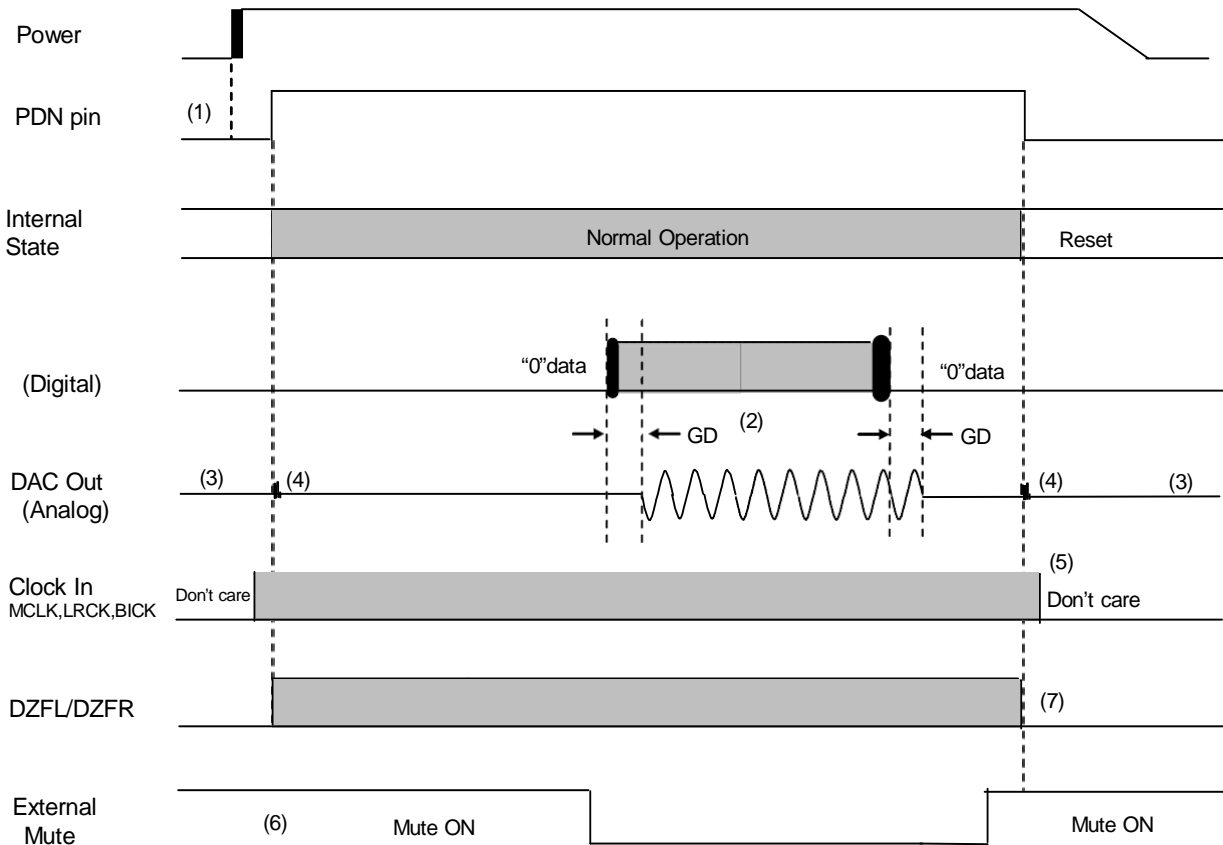 Power
PDN pin
(1)
Internal
State
Normal Operation
Reset
(Digital)
“0”data
“0”data
(2)
GD
GD
DAC Out
(Analog)
(3)
(4)
(4)
(3)
Clock In
MCLK,LRCK,BICK
Don’t care
(5)
Don’t care
DZFL/DZFR
(7)
External
Mute
(6)
Mute ON
Mute ON